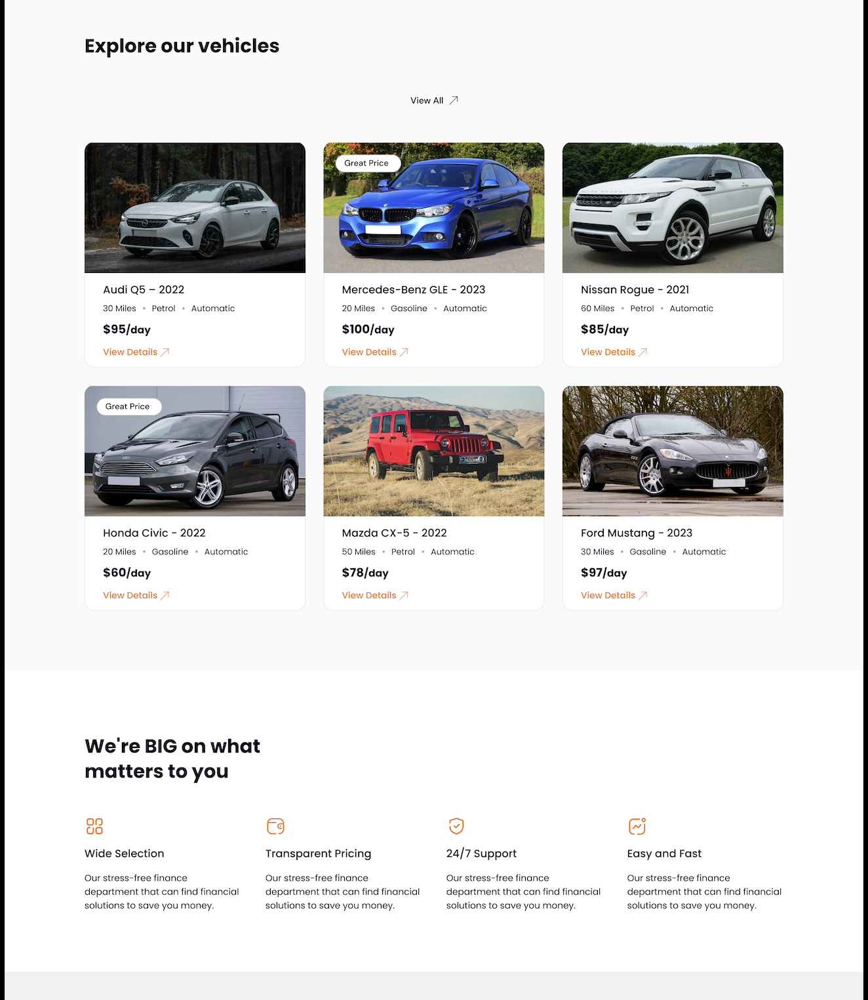 Explore our vehicles
View All
Great Price
Audi Q5 – 2022
30 Miles • Petrol • Automatic
$95/day
View Details
Mercedes-Benz GLE - 2023
20 Miles • Gasoline • Automatic
$100/day
View Details
Nissan Rogue - 2021
60 Miles • Petrol • Automatic
$85/day
View Details
Great Price
Honda Civic - 2022
20 Miles • Gasoline • Automatic
$60/day
View Details
Mazda CX-5 - 2022
50 Miles • Petrol • Automatic
$78/day
View Details
Ford Mustang - 2023
30 Miles • Gasoline • Automatic
$97/day
View Details
We're BIG on what
matters to you
Wide Selection
Our stress-free finance
department that can find financial
solutions to save you money.
Transparent Pricing
Our stress-free finance
department that can find financial
solutions to save you money.
24/7 Support
Our stress-free finance
department that can find financial
solutions to save you money.
Easy and Fast
Our stress-free finance
department that can find financial
solutions to save you money.